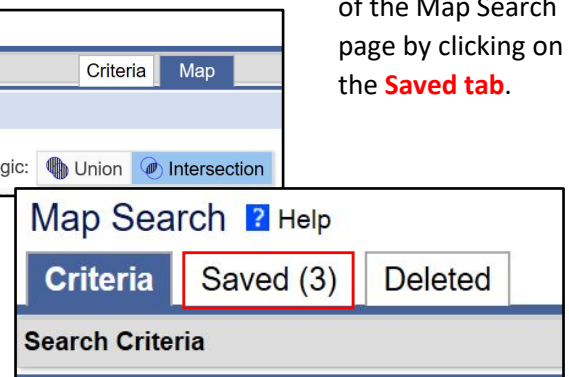 of the Map Search
page by clicking on
the Saved tab.
Criteria Map
gic: Union Intersection
Map Search ? Help
Criteria Saved (3) Deleted
Search Criteria